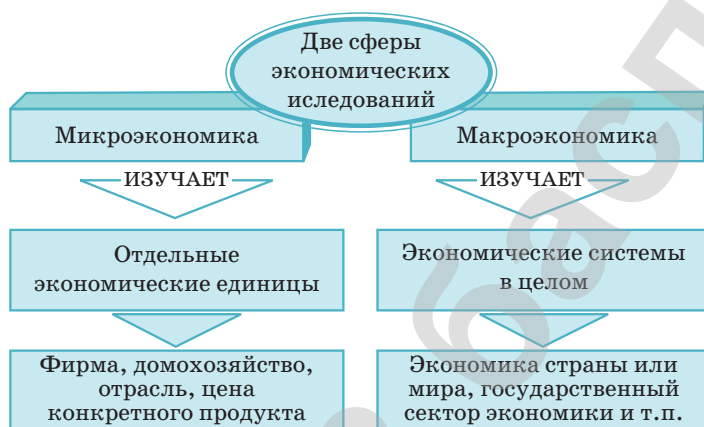 Две сферы
экономических
иследований
Микроэкономика
Макроэкономика
ИЗУЧАЕТ
ИЗУЧАЕТ
Отдельные
экономические единицы
Экономические системы
в целом
Фирма, домохозяйство,
отрасль, цена
конкретного продукта
Экономика страны или
мира, государственный
сектор экономики и т.п.